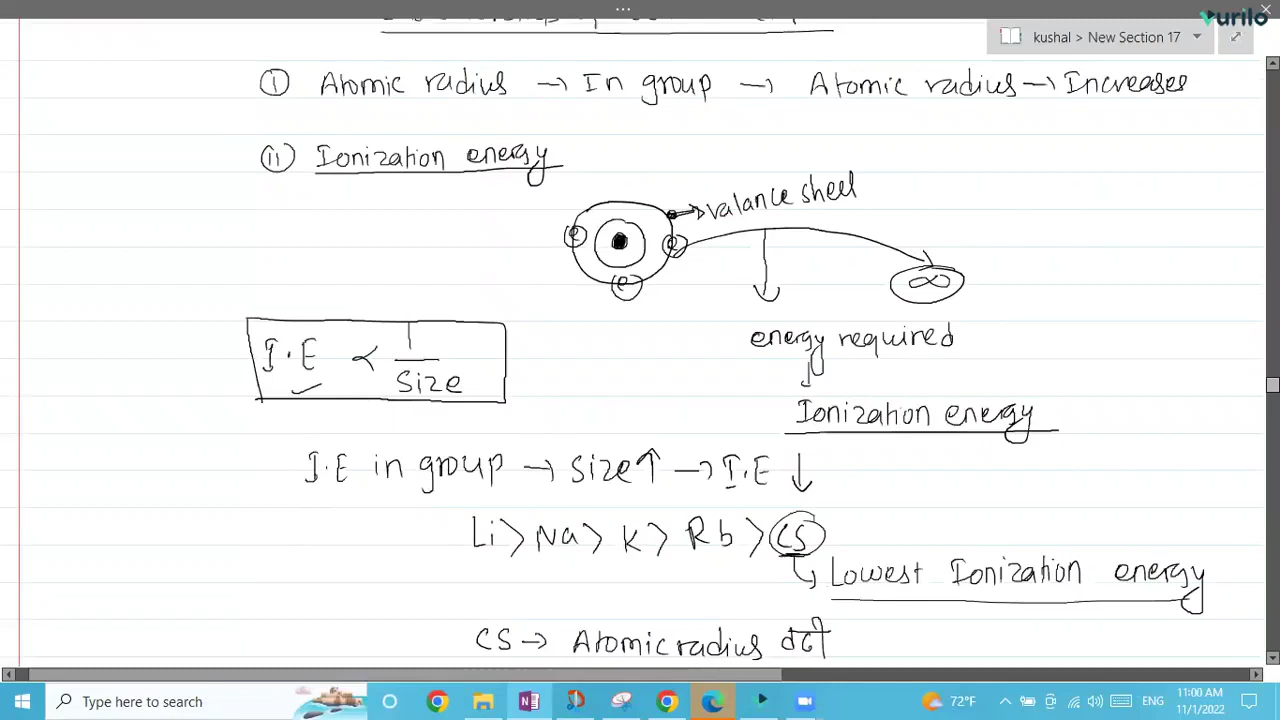 vurilo
kushal > New Section 17
① Atomic radius → In group → Atomic radius → Increases
(ii) Ionization energy
valance shell
e e e
∞
energy required
I.E ∝ 1/Size
Ionization energy
I.E in group → Size↑ → I.E ↓
Li > Na > K > Rb > CS
Lowest Ionization energy
CS → Atomic radius
Type here to search
72°F
ENG
11:00 AM
11/1/2022